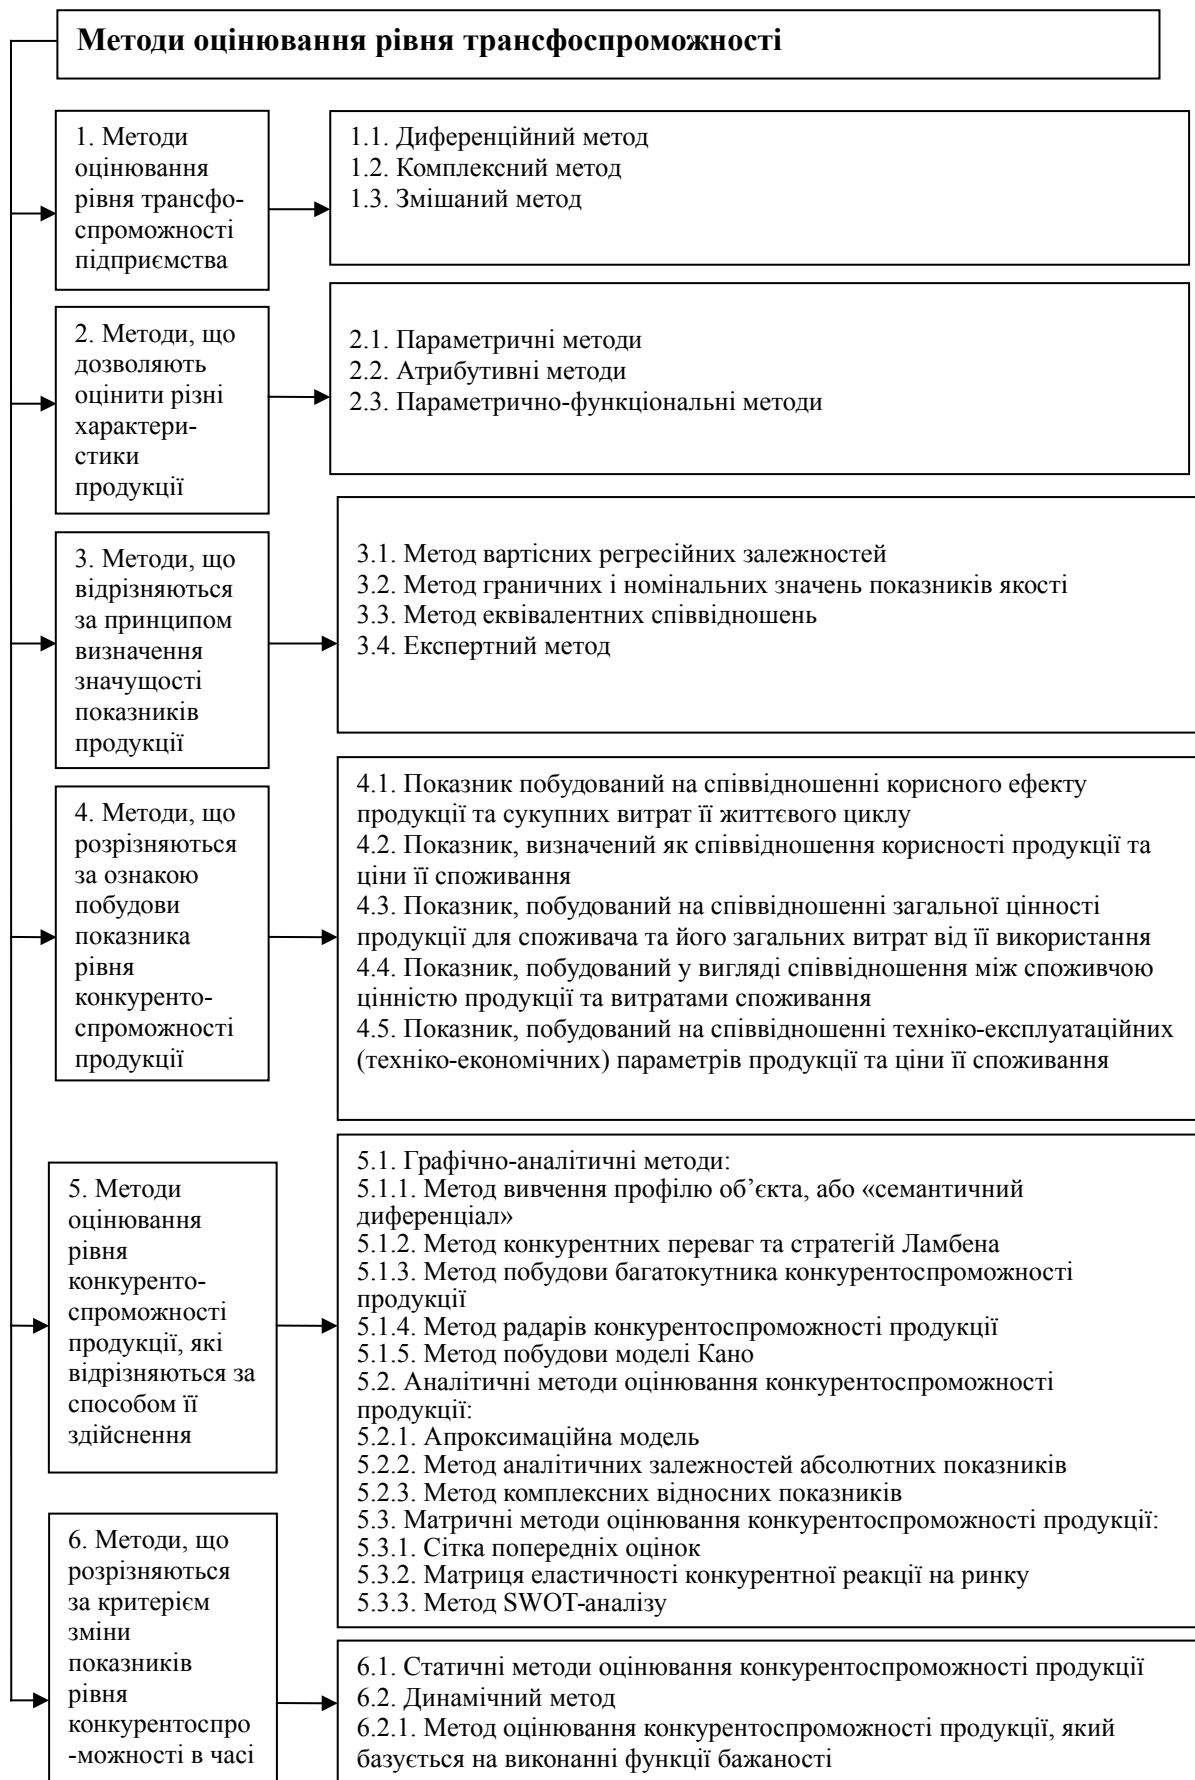 Методи оцінювання рівня трансфоспроможності
1. Методи
оцінювання
рівня трансфо-
спроможності
підприємства
1.1. Диференційний метод
1.2. Комплексний метод
1.3. Змішаний метод
2. Методи, що
дозволяють
оцінити різні
характери-
стики
продукції
2.1. Параметричні методи
2.2. Атрибутивні методи
2.3. Параметрично-функціональні методи
3. Методи, що
відрізняються
за принципом
визначення
значущості
показників
продукції
3.1. Метод вартісних регресійних залежностей
3.2. Метод граничних і номінальних значень показників якості
3.3. Метод еквівалентних співвідношень
3.4. Експертний метод
4. Методи, що
розрізняються
за ознакою
побудови
показника
рівня
конкуренто-
спроможності
продукції
4.1. Показник побудований на співвідношенні корисного ефекту
продукції та сукупних витрат її життєвого циклу
4.2. Показник, визначений як співвідношення корисності продукції та
ціни її споживання
4.3. Показник, побудований на співвідношенні загальної цінності
продукції для споживача та його загальних витрат від її використання
4.4. Показник, побудований у вигляді співвідношення між споживчою
цінністю продукції та витратами споживання
4.5. Показник, побудований на співвідношенні техніко-експлуатаційних
(техніко-економічних) параметрів продукції та ціни її споживання
5. Методи
оцінювання
рівня
конкуренто-
спроможності
продукції, які
відрізняються за
способом її
здійснення
5.1. Графічно-аналітичні методи:
5.1.1. Метод вивчення профілю об’єкта, або «семантичний
диференціал»
5.1.2. Метод конкурентних переваг та стратегій Ламбена
5.1.3. Метод побудови багатокутника конкурентоспроможності
продукції
5.1.4. Метод радарів конкурентоспроможності продукції
5.1.5. Метод побудови моделі Кано
5.2. Аналітичні методи оцінювання конкурентоспроможності
продукції:
5.2.1. Апроксимаційна модель
5.2.2. Метод аналітичних залежностей абсолютних показників
5.2.3. Метод комплексних відносних показників
5.3. Матричні методи оцінювання конкурентоспроможності продукції:
5.3.1. Сітка попередніх оцінок
5.3.2. Матриця еластичності конкурентної реакції на ринку
5.3.3. Метод SWOT-аналізу
6. Методи, що
розрізняються
за критерієм
зміни
показників
рівня
конкурентоспро
-можності в часі
6.1. Статичні методи оцінювання конкурентоспроможності продукції
6.2. Динамічний метод
6.2.1. Метод оцінювання конкурентоспроможності продукції, який
базується на виконанні функції бажаності